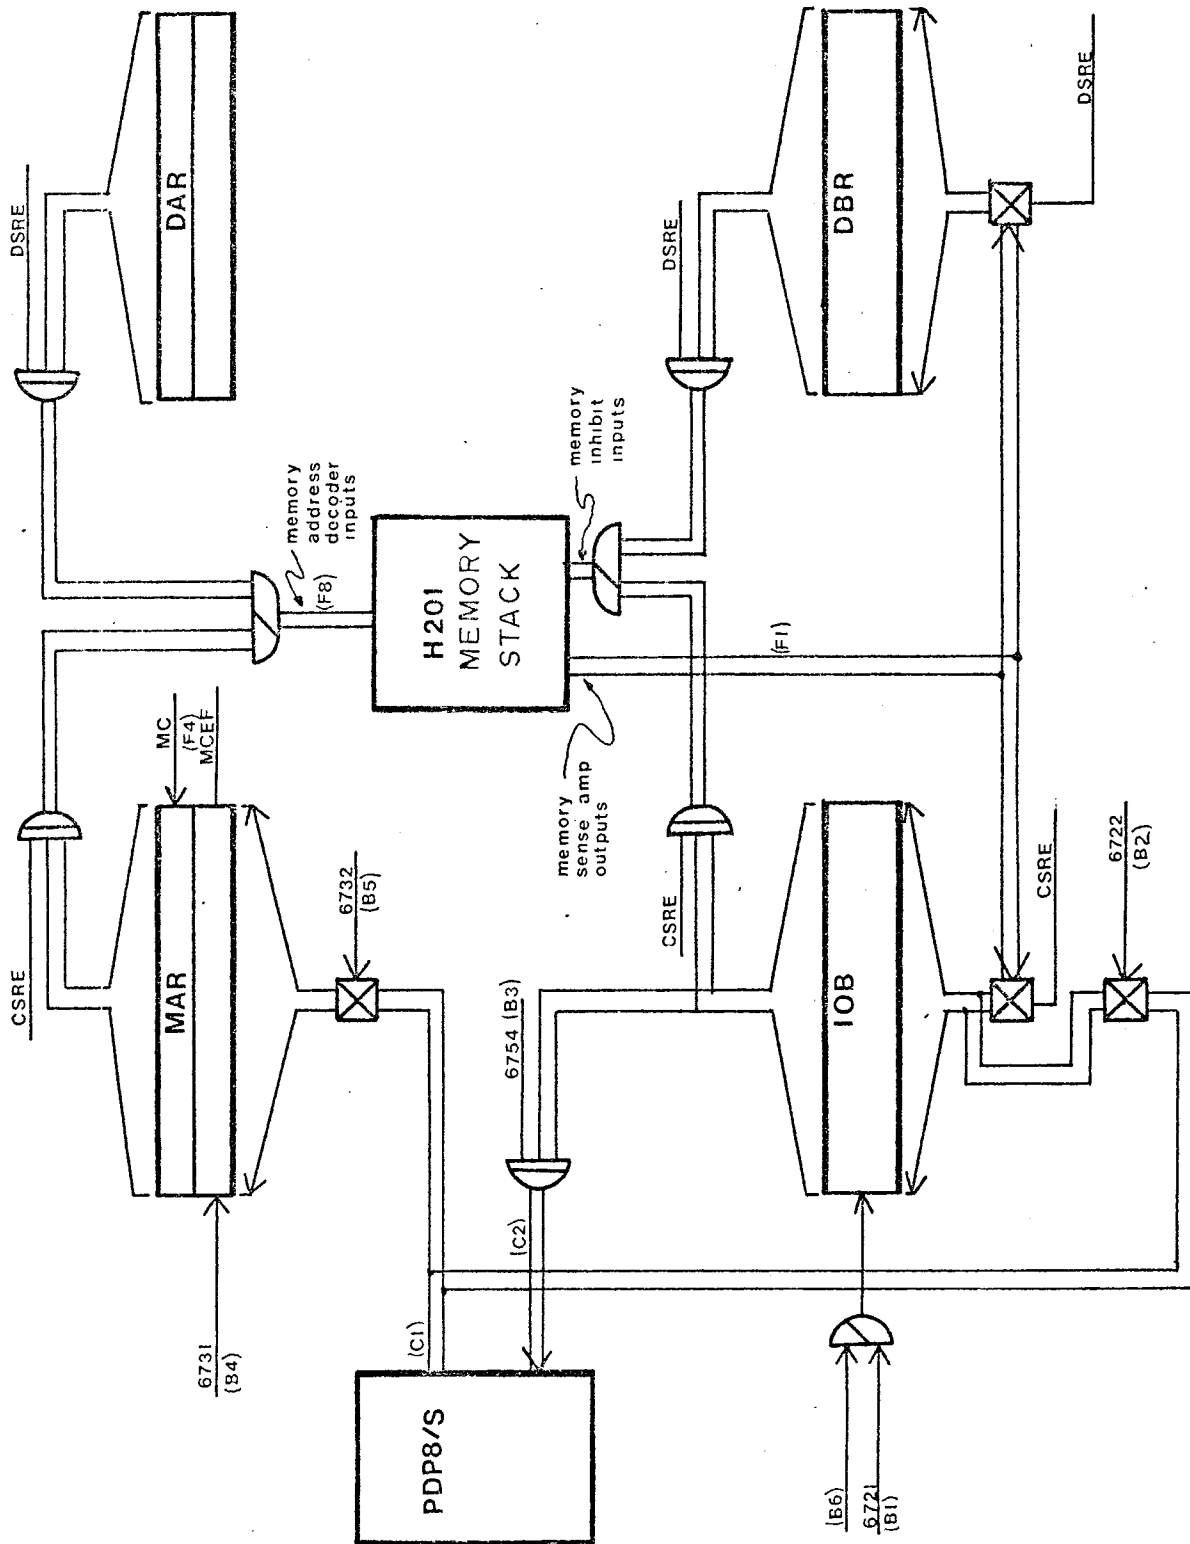 DSRE
DAR
DSRE
DBR
DSRE
memory
address
decoder
inputs
(F8)
memory
inhibit
inputs
H201
MEMORY
STACK
(F1)
MC
(F4)
MCEF
CSRE
MAR
6732
(B5)
memory
sense amp
outputs
CSRE
6754 (B3)
IOB
CSRE
6722
(B2)
6731
(B4)
(C1)
(C2)
PDP8/S
(B6)
6721
(B1)